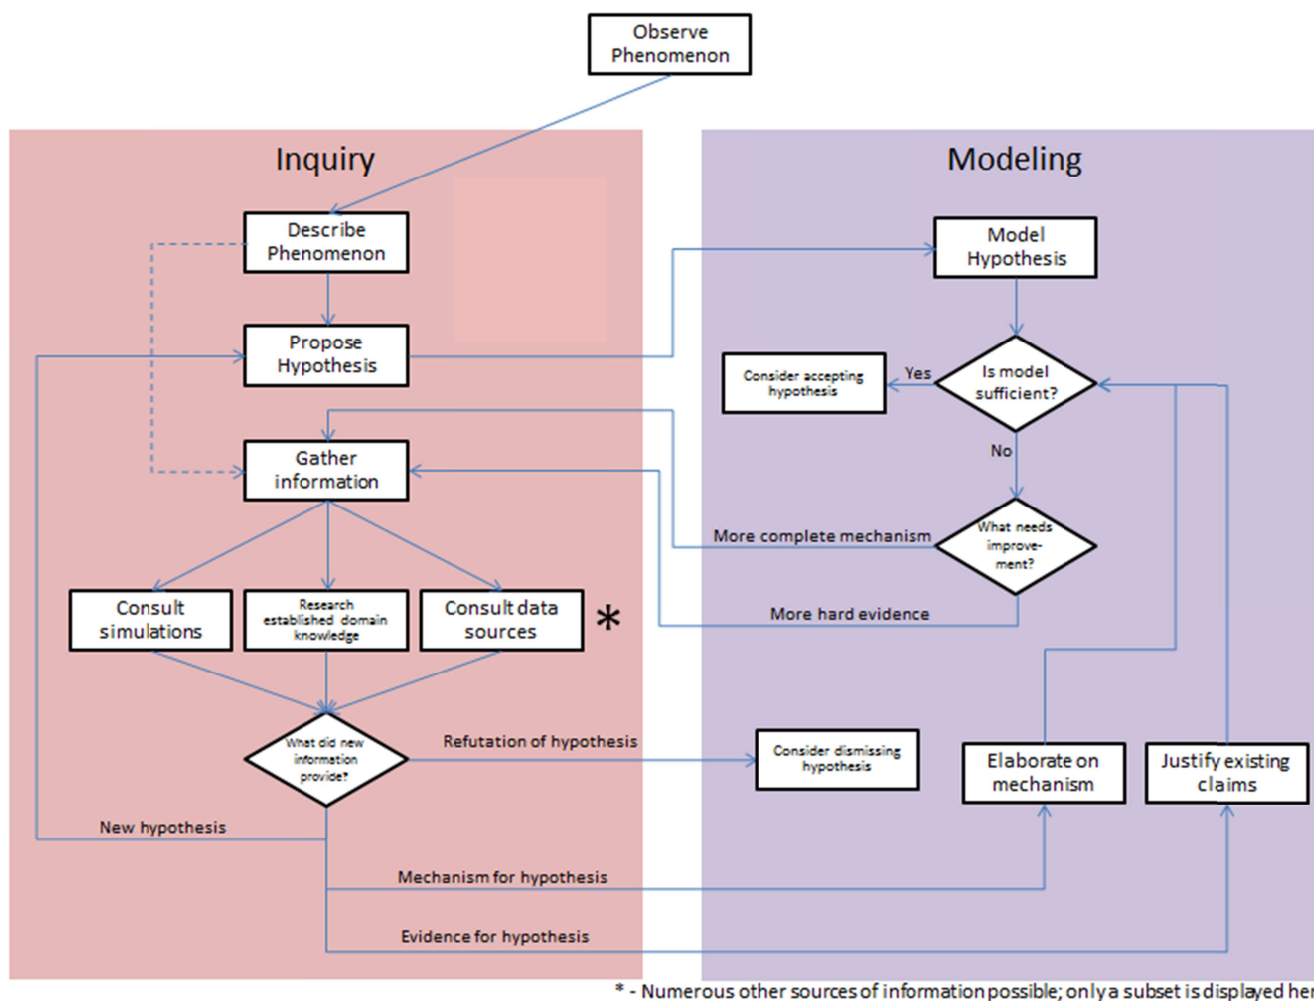 Observe
Phenomenon
Inquiry
Modeling
Describe
Phenomenon
Model
Hypothesis
Propose
Hypothesis
Consider accepting
hypothesis
Yes
Is model
sufficient?
No
Gather
information
More complete mechanism
What needs
improve-
ment?
More hard evidence
Consult
simulations
Research
established domain
knowledge
Consult data
sources
*
What did new
information
provide?
Refutation of hypothesis
Consider dismissing
hypothesis
Elaborate on
mechanism
Justify existing
claims
New hypothesis
Mechanism for hypothesis
Evidence for hypothesis
* - Numerous other sources of information possible; only a subset is displayed her